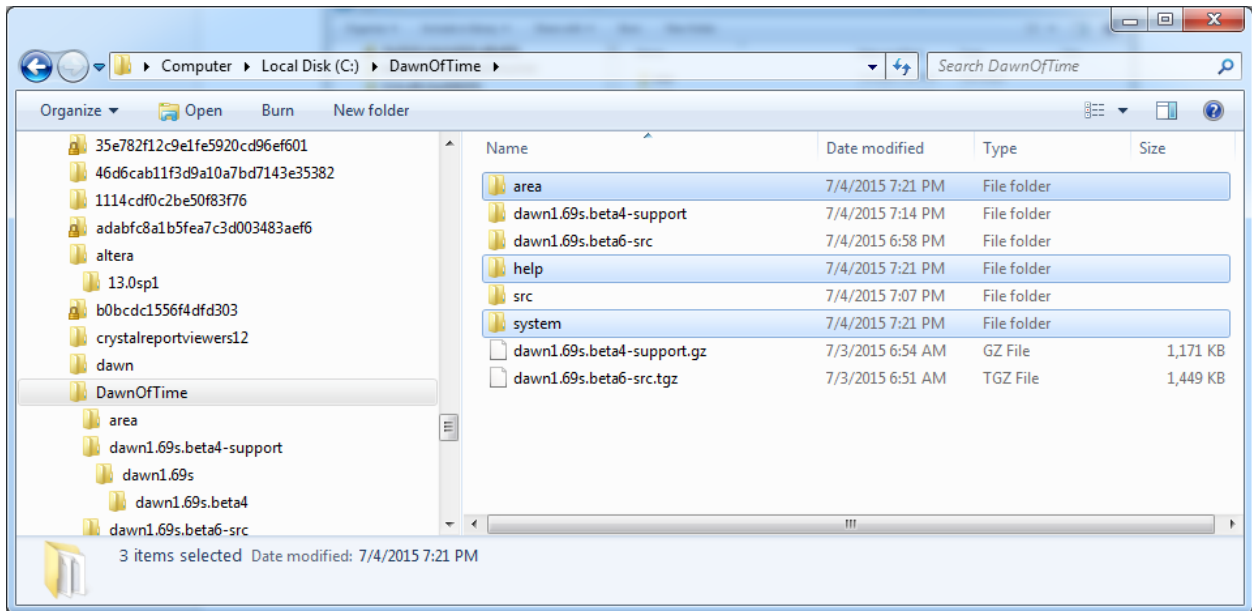 Computer Local Disk (C:) DawnOfTime
Search DawnOfTime
Organize Open Burn New folder
35e782f12c9e1fe5920cd96ef601
46d6cab11f3d9a10a7bd7143e35382
1114cdf0c2be50f83f76
adabfc8a1b5fea7c3d003483aef6
altera
13.0sp1
b0bcdc1556f4dfd303
crystalreportviewers12
dawn
DawnOfTime
area
dawn1.69s.beta4-support
dawn1.69s
dawn1.69s.beta4
dawn1.69s.beta6-src
Name Date modified Type Size
area 7/4/2015 7:21 PM File folder
dawn1.69s.beta4-support 7/4/2015 7:14 PM File folder
dawn1.69s.beta6-src 7/4/2015 6:58 PM File folder
help 7/4/2015 7:21 PM File folder
src 7/4/2015 7:07 PM File folder
system 7/4/2015 7:21 PM File folder
dawn1.69s.beta4-support.gz 7/3/2015 6:54 AM GZ File 1,171 KB
dawn1.69s.beta6-src.tgz 7/3/2015 6:51 AM TGZ File 1,449 KB
3 items selected Date modified: 7/4/2015 7:21 PM